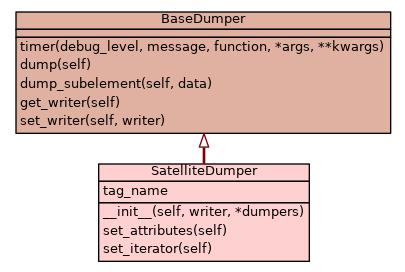 BaseDumper
timer(debug_level, message, function, *args, **kwargs)
dump(self)
dump_subelement(self, data)
get_writer(self)
set_writer(self, writer)
SatelliteDumper
tag_name
__init__(self, writer, *dumpers)
set_attributes(self)
set_iterator(self)